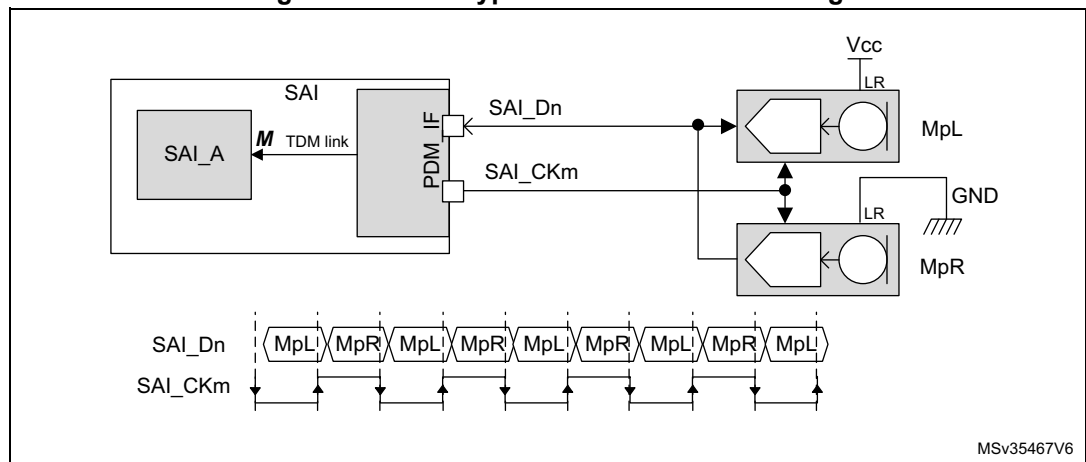 Vcc
LR
SAI
SAI_Dn
M TDM link
PDM_IF
SAI_A
MpL
SAI_CKm
GND
LR
MpR
SAI_Dn MpL MpR MpL MpR MpL MpR MpL MpR MpL
SAI_CKm
MSv35467V6